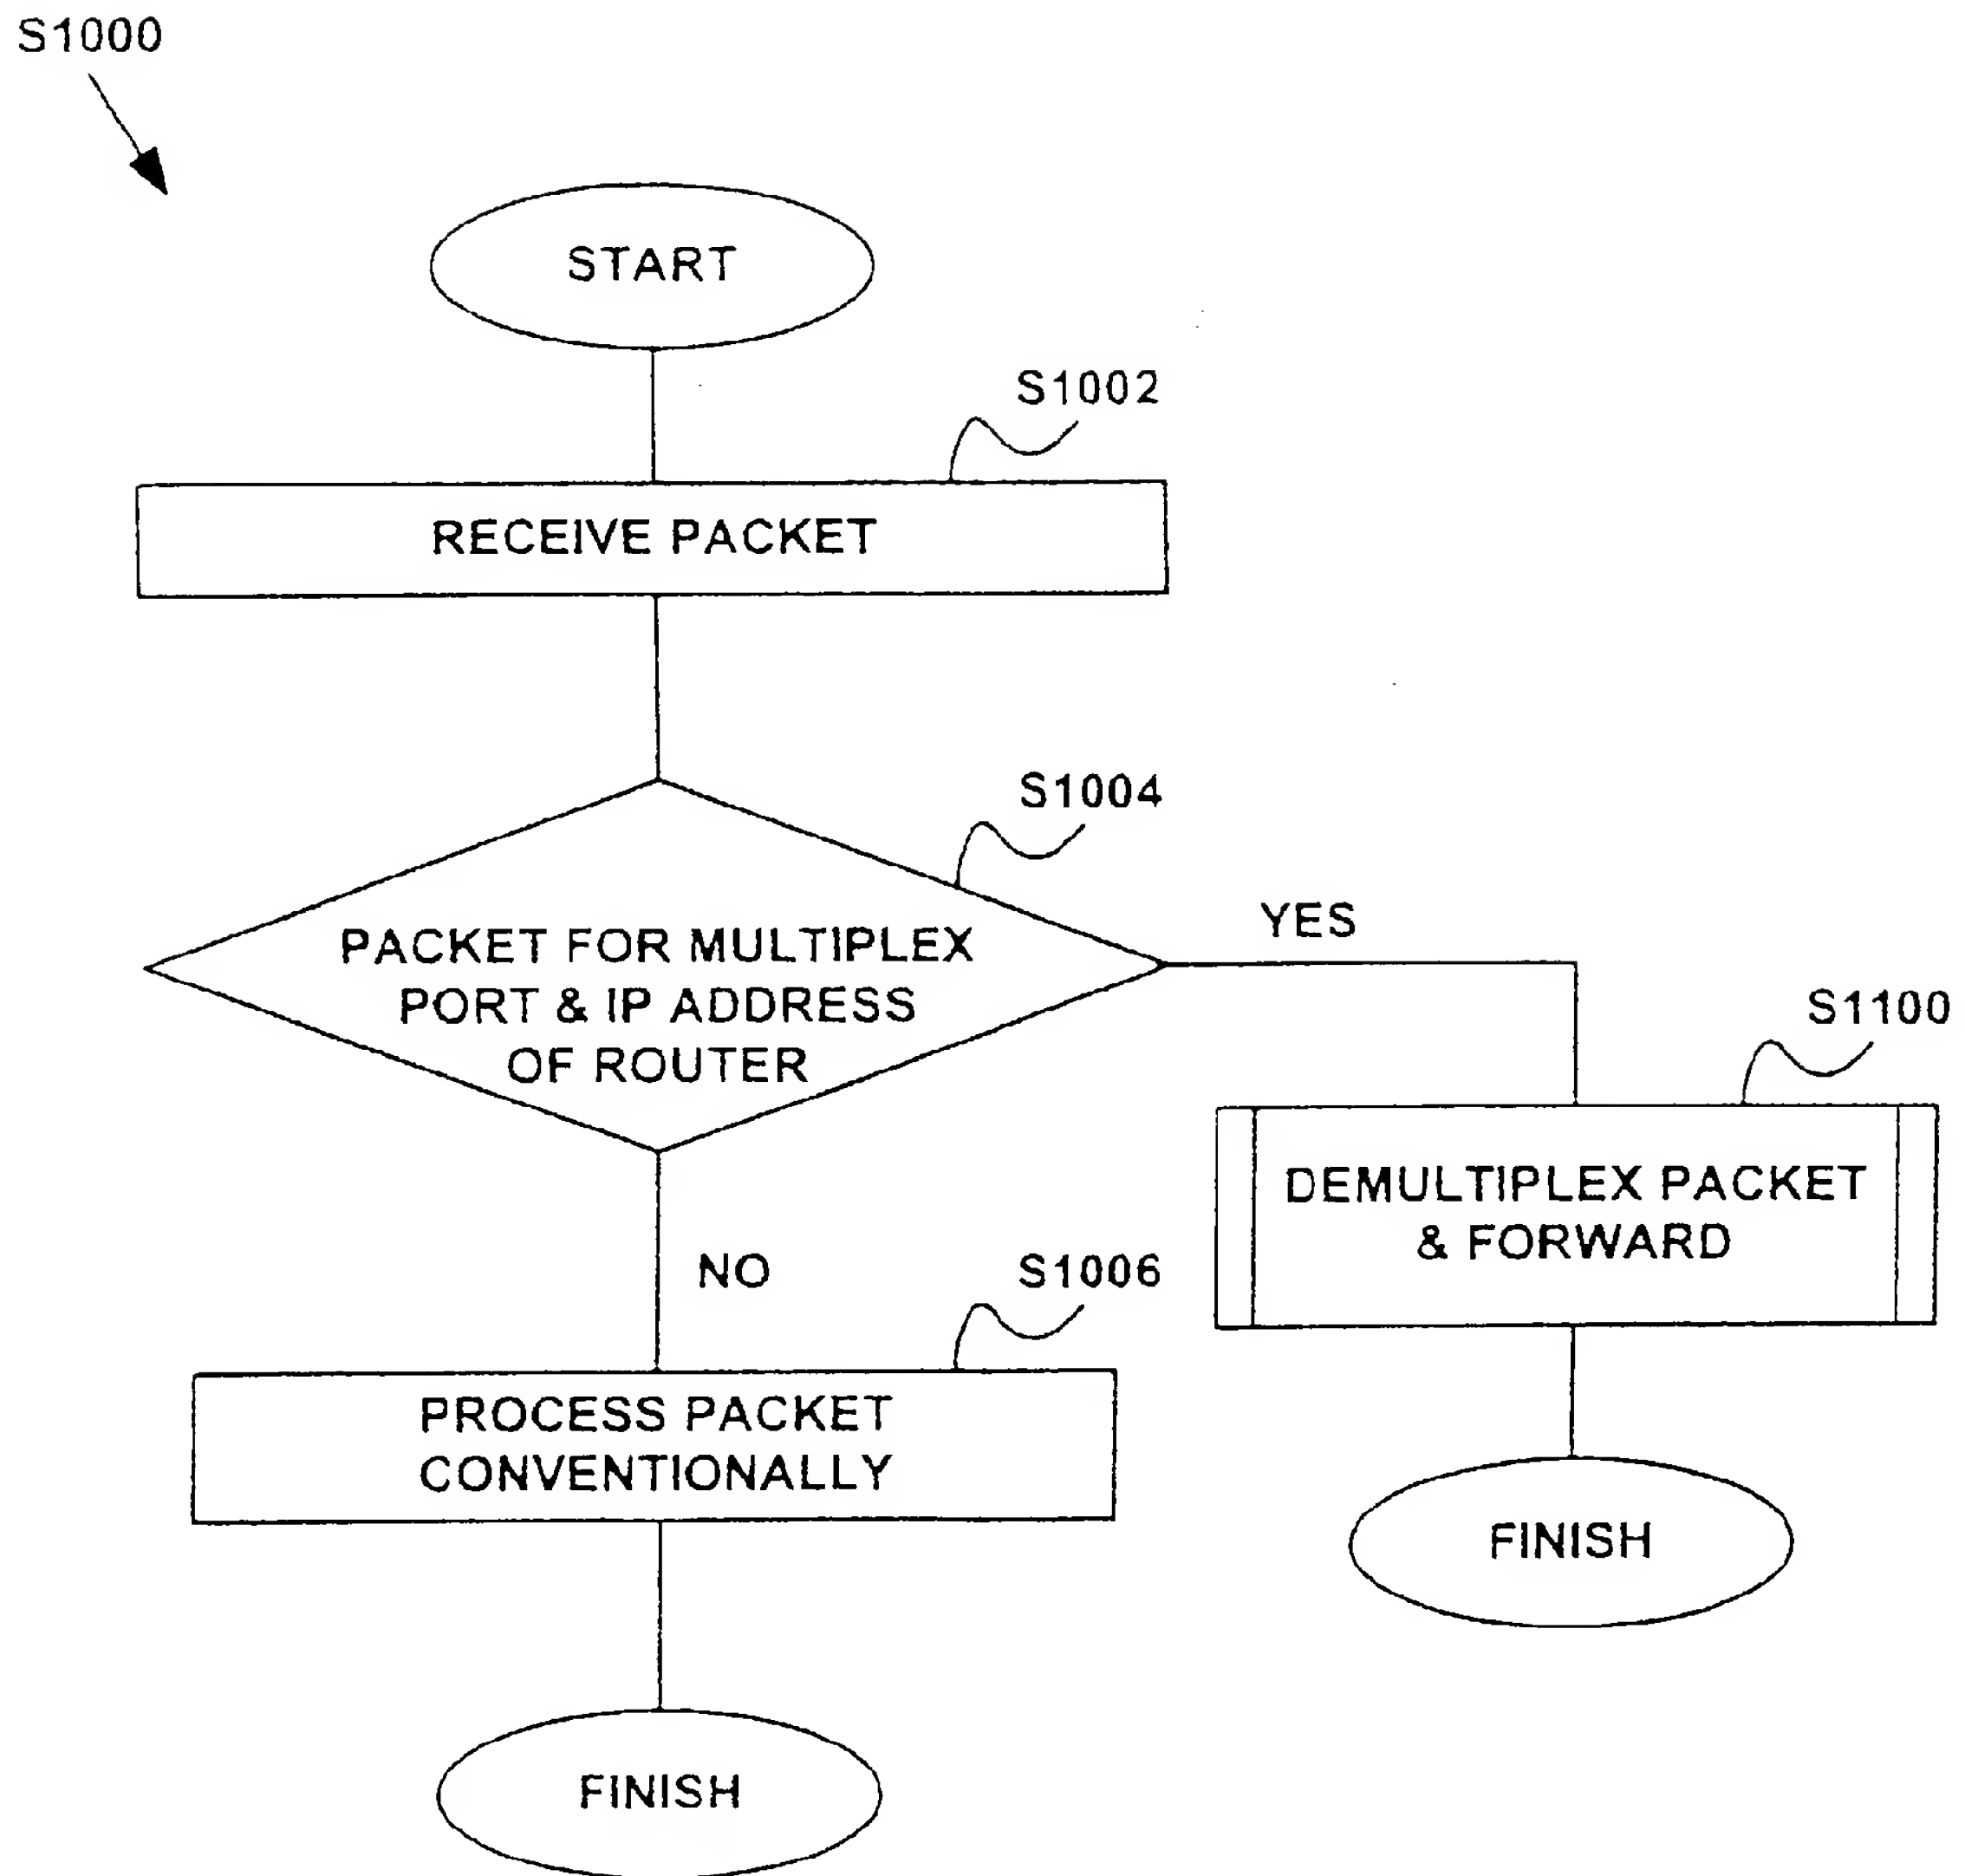 S1000
START
S1002
RECEIVE PACKET
S1004
PACKET FOR MULTIPLEX
PORT & IP ADDRESS
OF ROUTER
YES
S1100
DEMULTIPLEX PACKET
& FORWARD
NO
S1006
PROCESS PACKET
CONVENTIONALLY
FINISH
FINISH